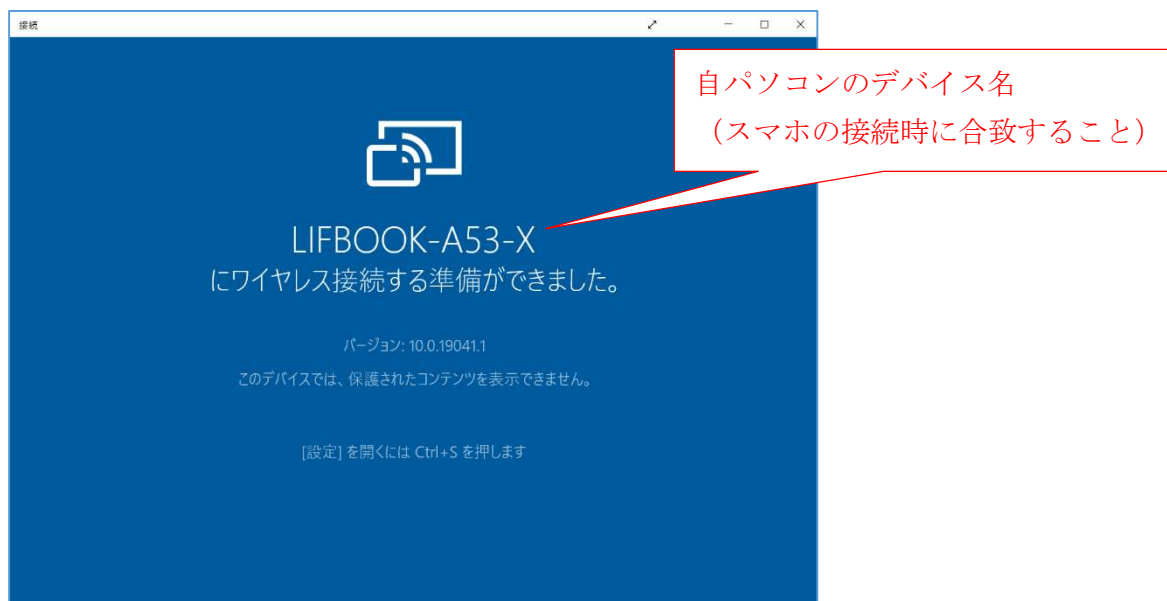 接続
自パソコンのデバイス名
（スマホの接続時に合致すること）
LIFBOOK-A53-X
にワイヤレス接続する準備ができました。
バージョン: 10.0.19041.1
このデバイスでは、保護されたコンテンツを表示できません。
[設定] を開くには Ctrl+S を押します